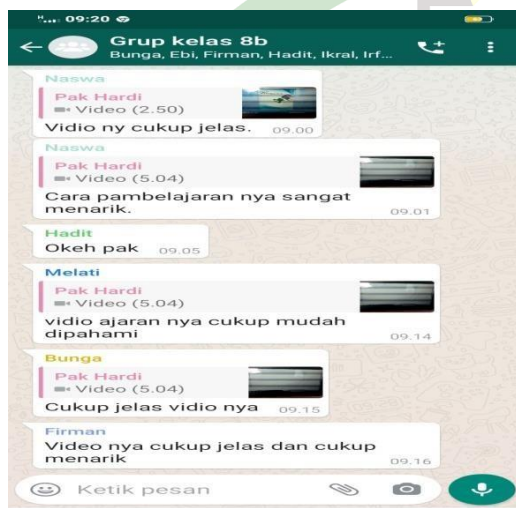 09:20
Grup kelas 8b
Bunga, Ebi, Firman, Hadit, Ikral, Irf...
Naswa
Pak Hardi
Video (2.50)
Vidio ny cukup jelas. 09.00
Naswa
Pak Hardi
Video (5.04)
Cara pambelajaran nya sangat
menarik. 09.01
Hadit
Okeh pak 09.05
Melati
Pak Hardi
Video (5.04)
vidio ajaran nya cukup mudah
dipahami 09.14
Bunga
Pak Hardi
Video (5.04)
Cukup jelas vidio nya 09.15
Firman
Video nya cukup jelas dan cukup
menarik 09.16
Ketik pesan